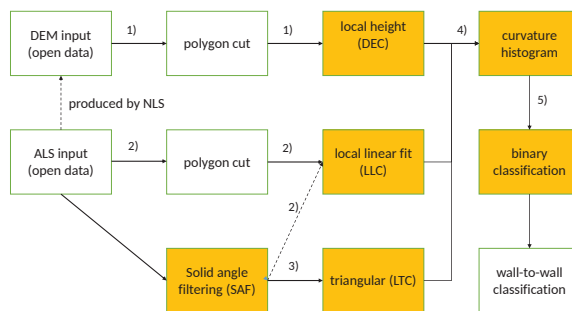 DEM input
(open data)
1)
polygon cut
1)
local height
(DEC)
4)
curvature
histogram
produced by NLS
5)
ALS input
(open data)
2)
polygon cut
2)
local linear fit
(LLC)
binary
classification
2)
Solid angle
filtering (SAF)
3)
triangular (LTC)
wall-to-wall
classification